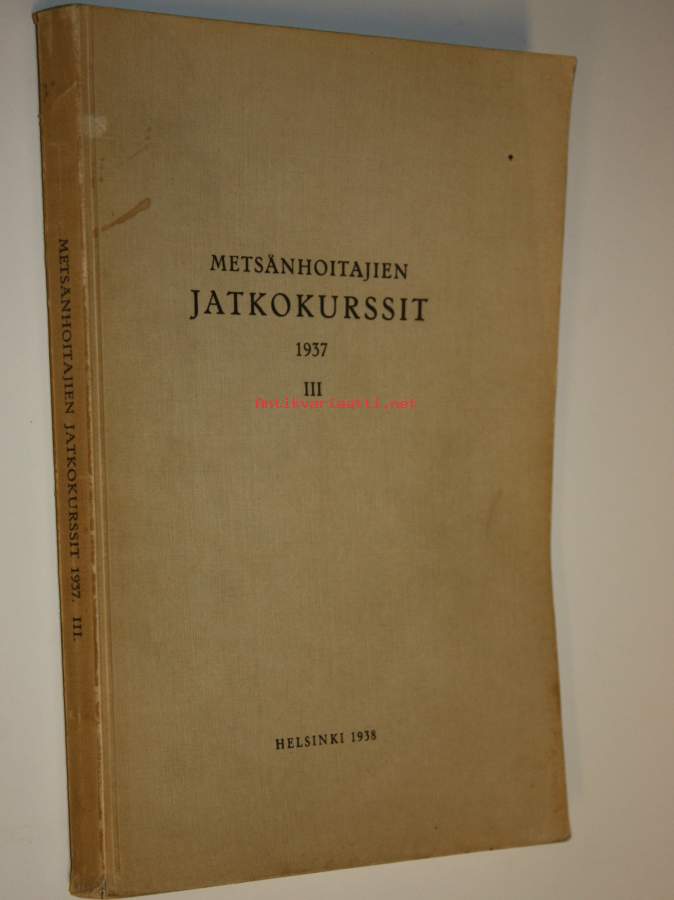 METSÄNHOITAJIEN
JATKOKURSSIT
1937
III
Antikvariaatti.net
HELSINKI 1938
METSÄNHOITAJIEN JATKOKURSSIT 1937. III.